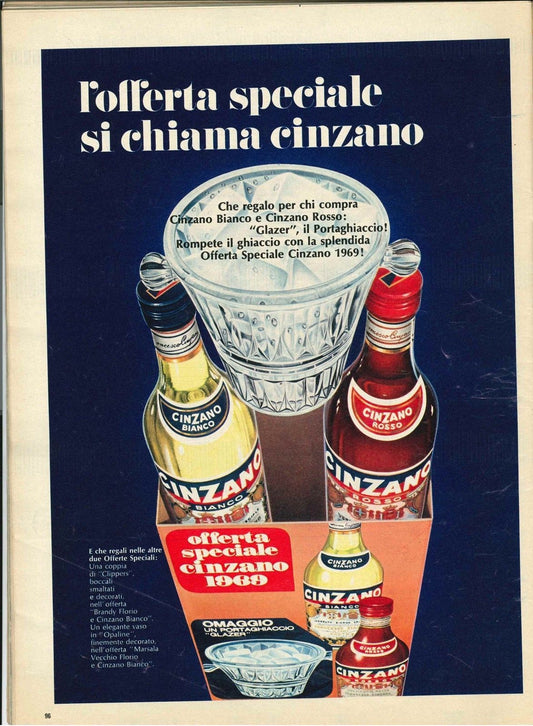 l'offerta speciale
si chiama cinzano
Che regalo per chi compra
Cinzano Bianco e Cinzano Rosso:
"Glazer", il Portaghiaccio!
Rompete il ghiaccio con la splendida
Offerta Speciale Cinzano 1969!
CINZANO
BIANCO
CINZANO
ROSSO
CINZANO
BIANCO
CINZANO
ROSSO
E che regali nelle altre
due Offerte Speciali:
Una coppia
di "Clippers",
boccali
smaltati
e decorati,
nell'offerta
"Brandy Florio
e Cinzano Bianco".
Un elegante vaso
in "Opaline",
finemente decorato,
nell'offerta "Marsala
Vecchio Florio
e Cinzano Bianco".
offerta
speciale
cinzano
1969
CINZANO
BIANCO
CINZANO
BIANCO
OMAGGIO
UN PORTAGHIACCIO
"GLAZER"
CINZANO
ROSSO
CINZANO
96